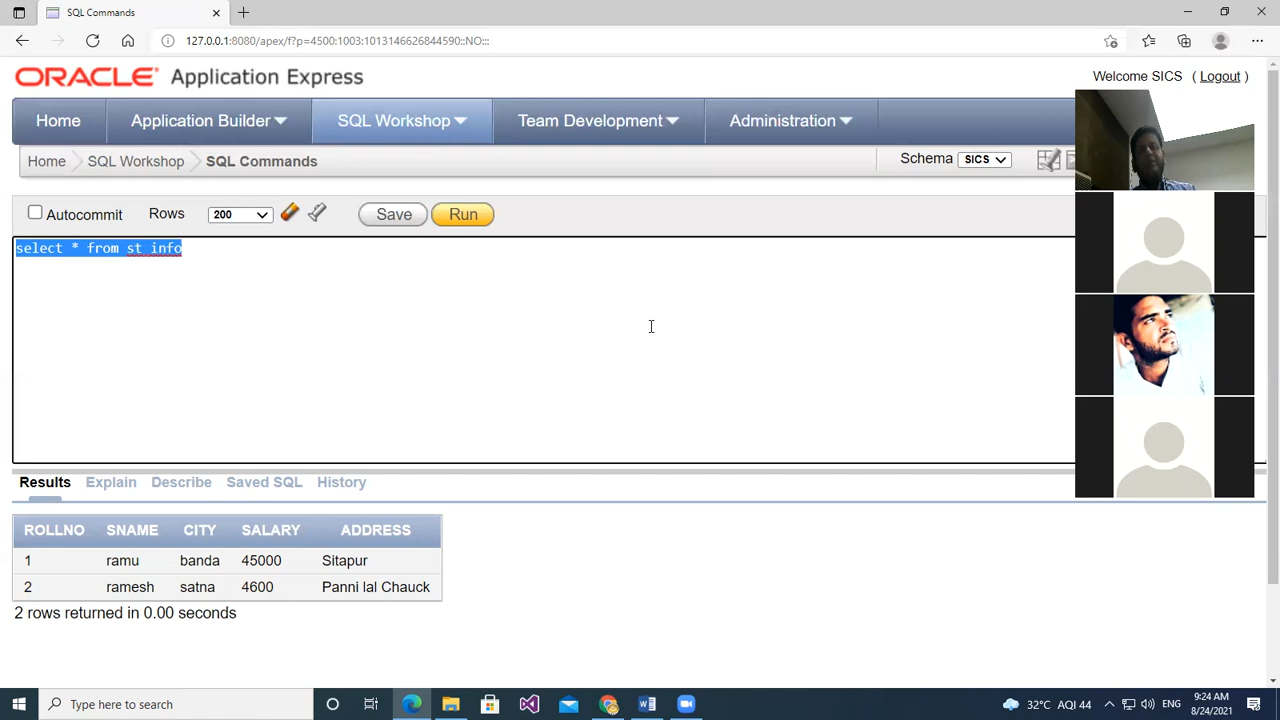 SQL Commands
127.0.0.1:8080/apex/f?p=4500:1003:1013146626844590::NO:::
ORACLE Application Express
Welcome SICS ( Logout )
Home
Application Builder
SQL Workshop
Team Development
Administration
Home SQL Workshop SQL Commands
Schema SICS
Autocommit Rows 200 Save Run
select * from st_info
Results Explain Describe Saved SQL History
ROLLNO SNAME CITY SALARY ADDRESS
1 ramu banda 45000 Sitapur
2 ramesh satna 4600 Panni lal Chauck
2 rows returned in 0.00 seconds
Type here to search
32°C AQI 44
ENG
9:24 AM
8/24/2021